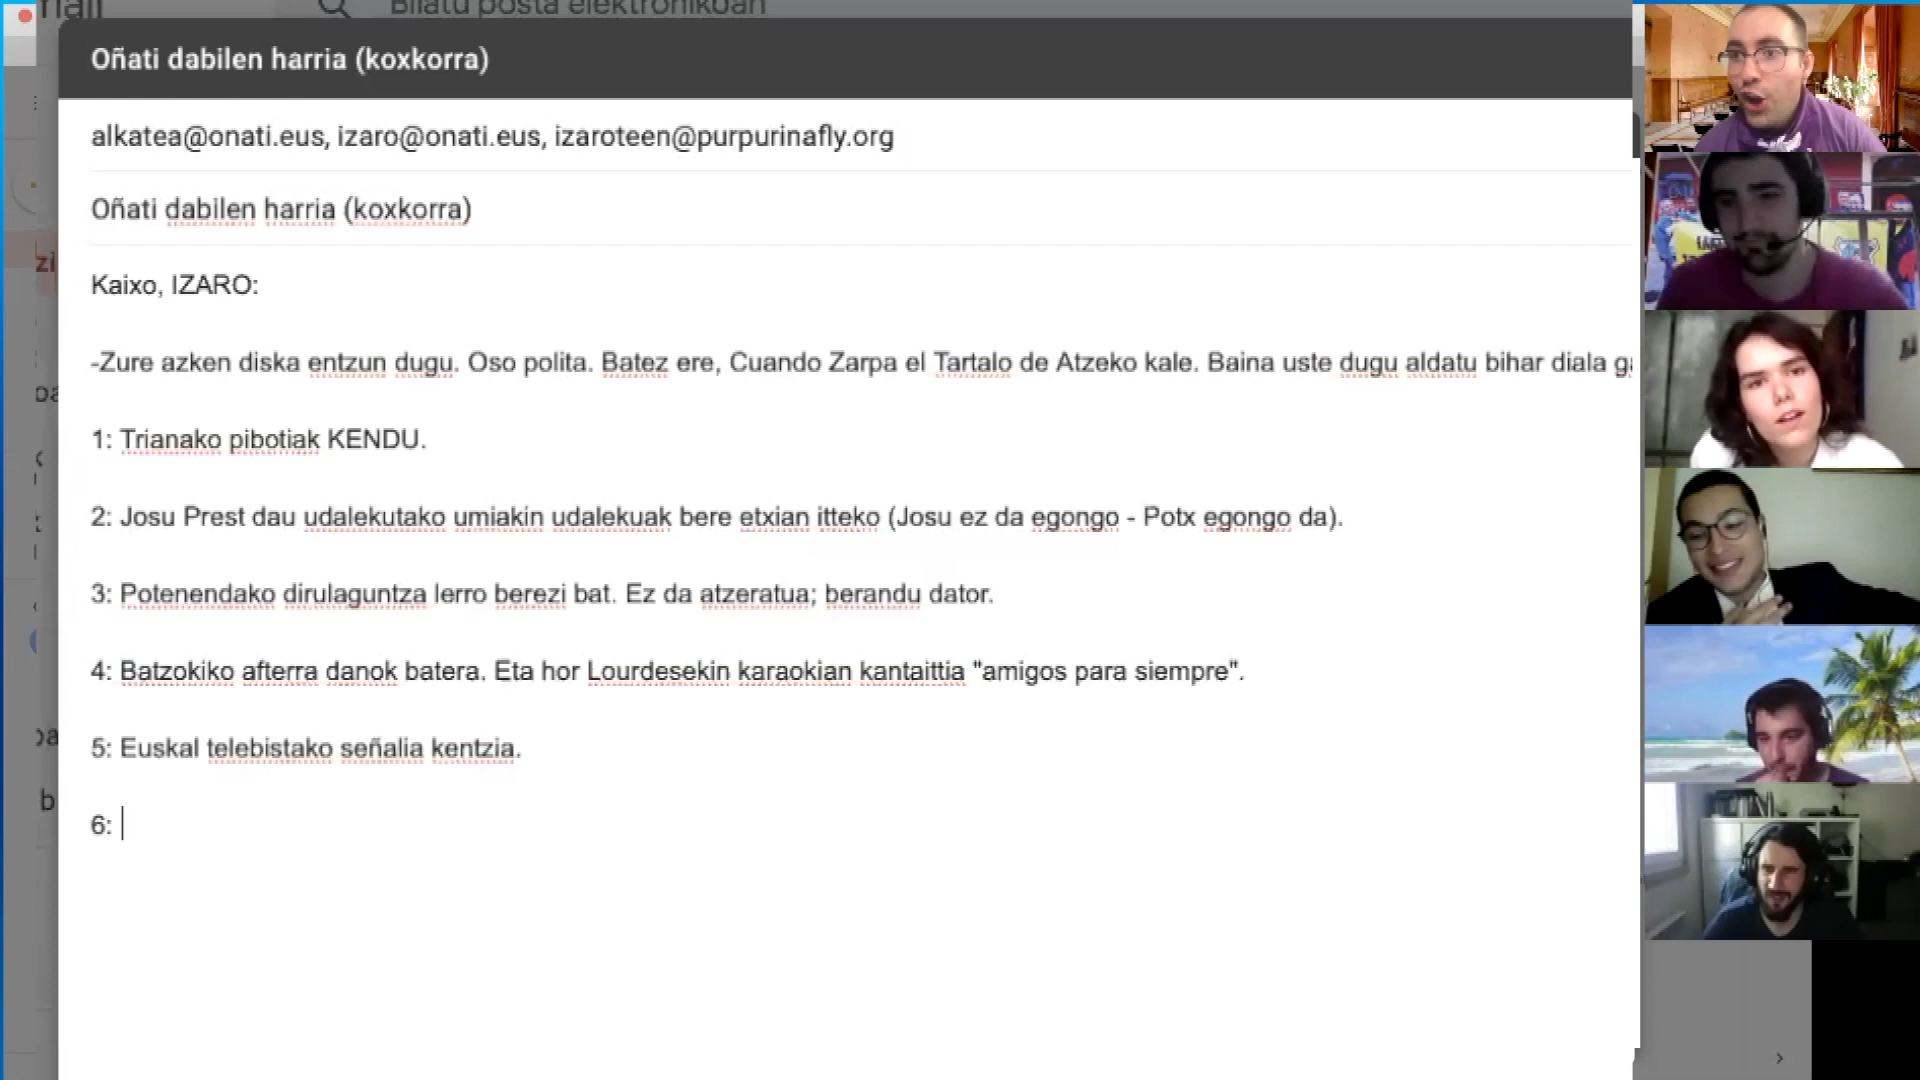 Bilatu posta elektronikoan
Oñati dabilen harria (koxkorra)
alkatea@onati.eus, izaro@onati.eus, izaroteen@purpurinafly.org
Oñati dabilen harria (koxkorra)
Kaixo, IZARO:
-Zure azken diska entzun dugu. Oso polita. Batez ere, Cuando Zarpa el Tartalo de Atzeko kale. Baina uste dugu aldatu bihar diala
1: Trianako pibotiak KENDU.
2: Josu Prest dau udalekutako umiakin udalekuak bere etxian itteko (Josu ez da egongo - Potx egongo da).
3: Potenendako dirulaguntza lerro berezi bat. Ez da atzeratua; berandu dator.
4: Batzokiko afterra danok batera. Eta hor Lourdesekin karaokian kantaittia "amigos para siempre".
5: Euskal telebistako señalia kentzia.
6: